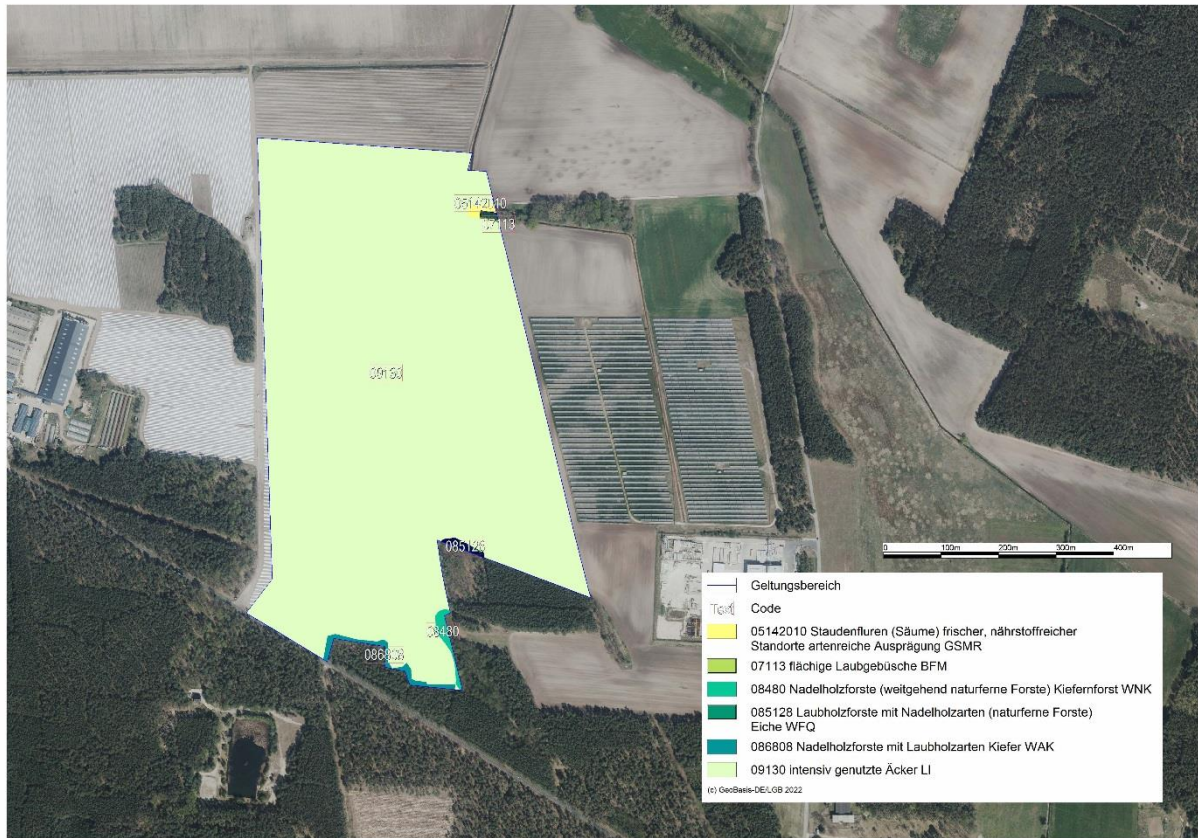 05142010
07113
09130
085128
08480
086808
0 100m 200m 300m 400m
Geltungsbereich
Text Code
05142010 Staudenfluren (Säume) frischer, nährstoffreicher
Standorte artenreiche Ausprägung GSMR
07113 flächige Laubgebüsche BFM
08480 Nadelholzforste (weitgehend naturferne Forste) Kiefernforst WNK
085128 Laubholzforste mit Nadelholzarten (naturferne Forste)
Eiche WFQ
086808 Nadelholzforste mit Laubholzarten Kiefer WAK
09130 intensiv genutzte Äcker LI
(c) GeoBasis-DE/LGB 2022